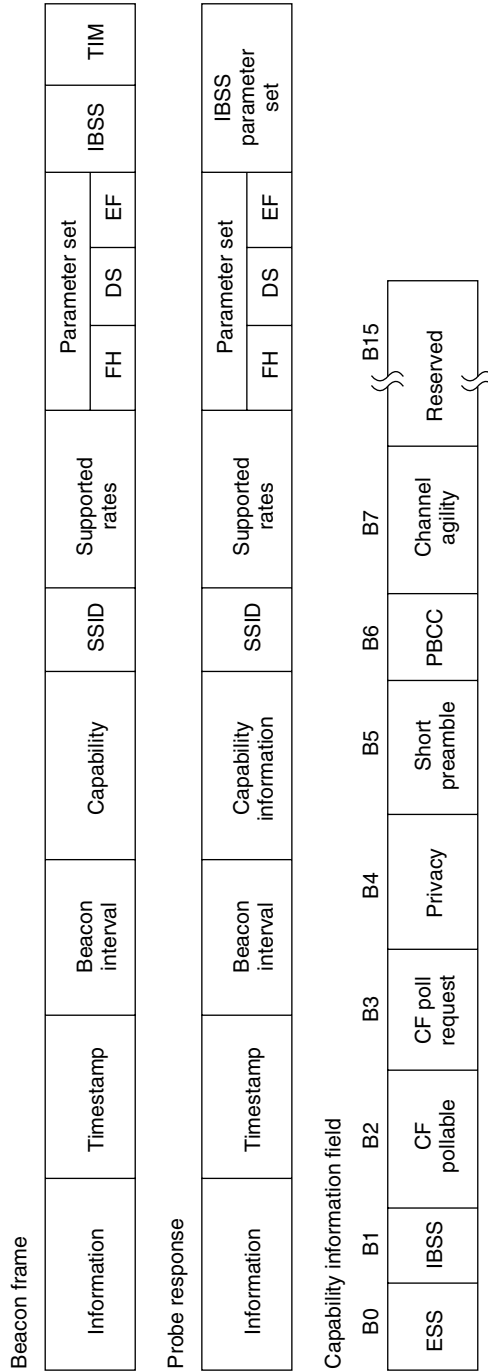 Beacon frame
Information
Timestamp
Beacon
interval
Capability
SSID
Supported
rates
Parameter set
FH
DS
EF
IBSS
TIM
Probe response
Information
Timestamp
Beacon
interval
Capability
information
SSID
Supported
rates
Parameter set
FH
DS
EF
IBSS
parameter
set
Capability information field
B0
B1
B2
B3
B4
B5
B6
B7
B15
ESS
IBSS
CF
pollable
CF poll
request
Privacy
Short
preamble
PBCC
Channel
agility
Reserved